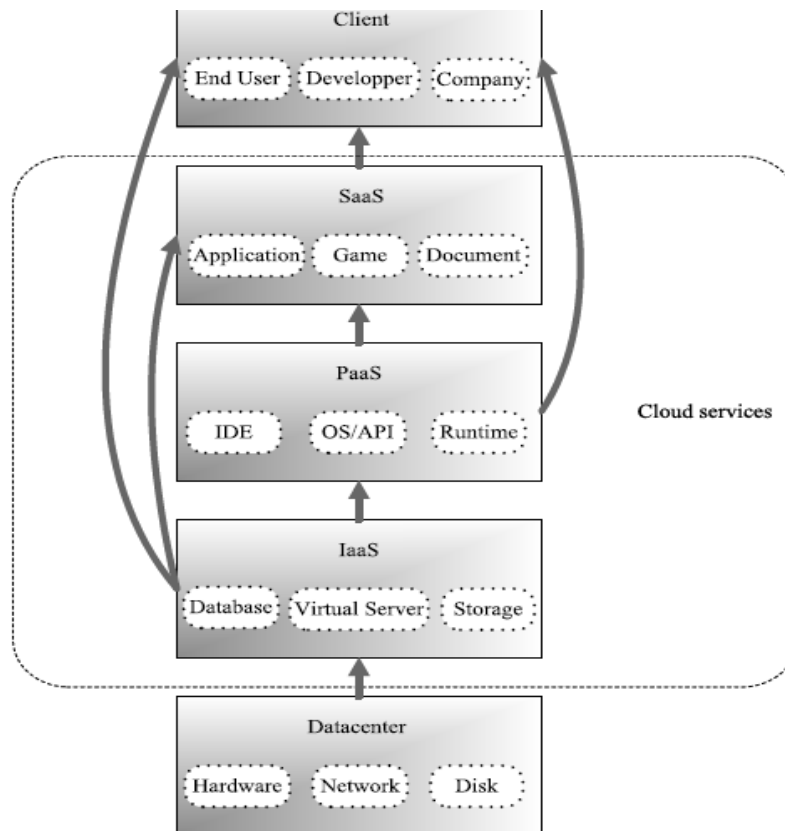 Client
End User Developper Company
SaaS
Application Game Document
PaaS
IDE OS/API Runtime
Cloud services
IaaS
Database Virtual Server Storage
Datacenter
Hardware Network Disk